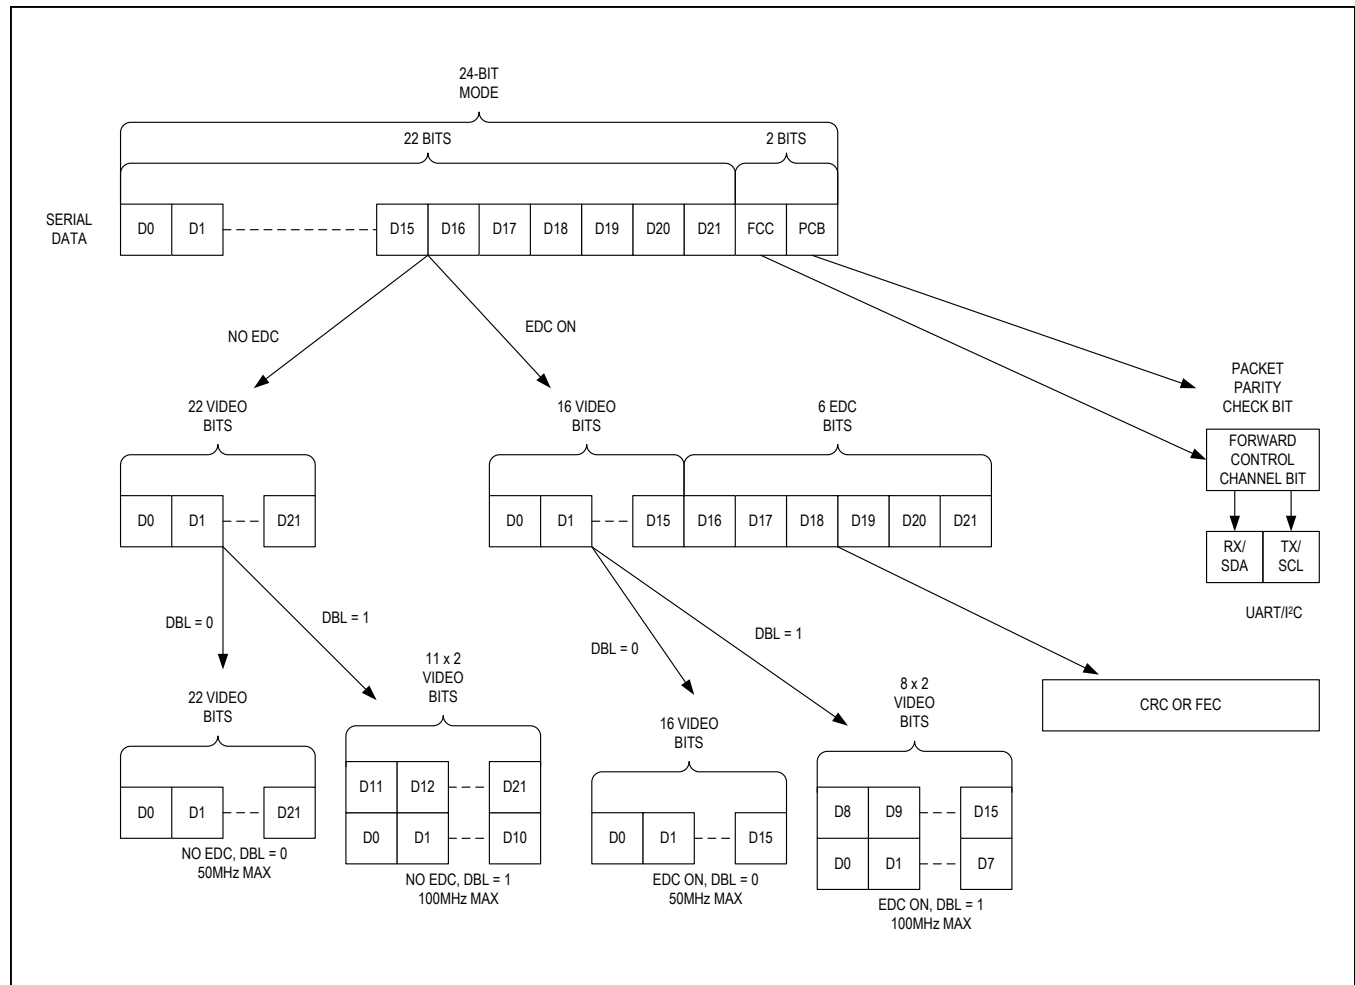 24-BIT
MODE
22 BITS
2 BITS
SERIAL
DATA
D0 D1 D15 D16 D17 D18 D19 D20 D21 FCC PCB
NO EDC
EDC ON
PACKET
PARITY
CHECK BIT
22 VIDEO
BITS
16 VIDEO
BITS
6 EDC
BITS
FORWARD
CONTROL
CHANNEL BIT
D0 D1 D21
D0 D1 D15 D16 D17 D18 D19 D20 D21
RX/
SDA
TX/
SCL
UART/I²C
DBL = 0
DBL = 1
DBL = 0
DBL = 1
22 VIDEO
BITS
11 x 2
VIDEO
BITS
16 VIDEO
BITS
8 x 2
VIDEO
BITS
CRC OR FEC
D0 D1 D21
NO EDC, DBL = 0
50MHz MAX
D11 D12 D21
D0 D1 D10
NO EDC, DBL = 1
100MHz MAX
D0 D1 D15
EDC ON, DBL = 0
50MHz MAX
D8 D9 D15
D0 D1 D7
EDC ON, DBL = 1
100MHz MAX